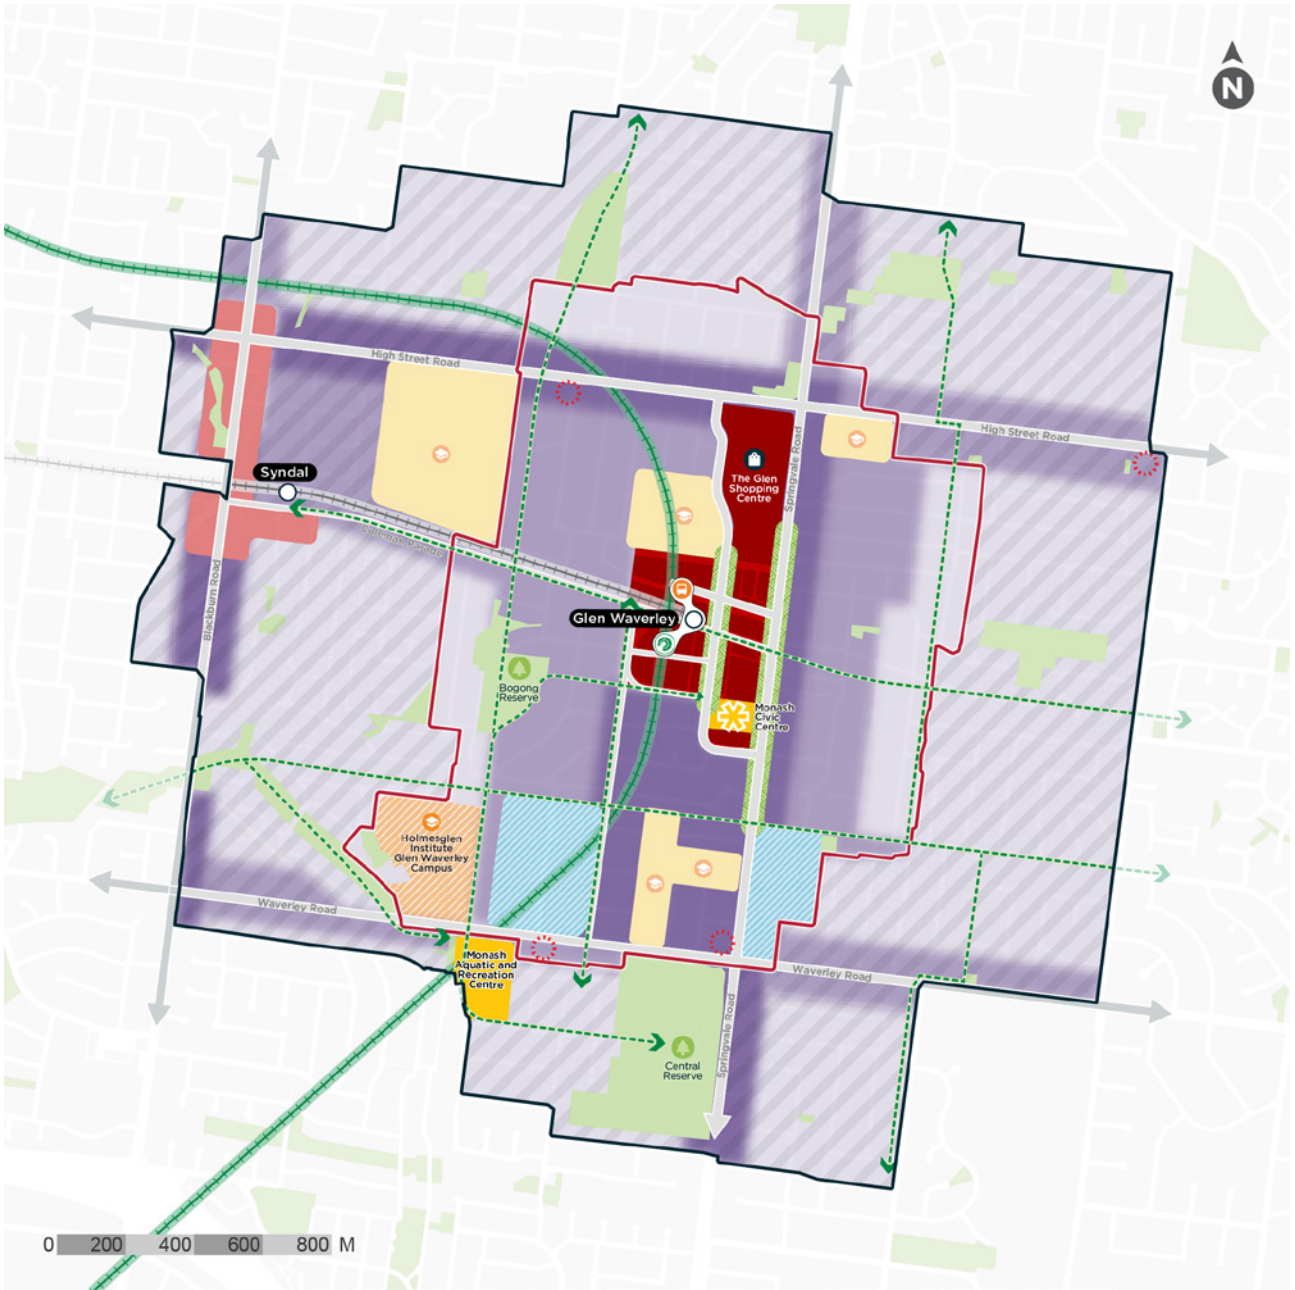 N
High Street Road
Syndal
The Glen
Shopping
Centre
Springvale Road
High Street Road
Coleman Parade
Blackburn Road
Glen Waverley
Bogong
Reserve
Monash
Civic
Centre
Holmesglen
Institute
Glen Waverley
Campus
Waverley Road
Monash
Aquatic and
Recreation
Centre
Waverley Road
Springvale Road
Central
Reserve
0 200 400 600 800 M